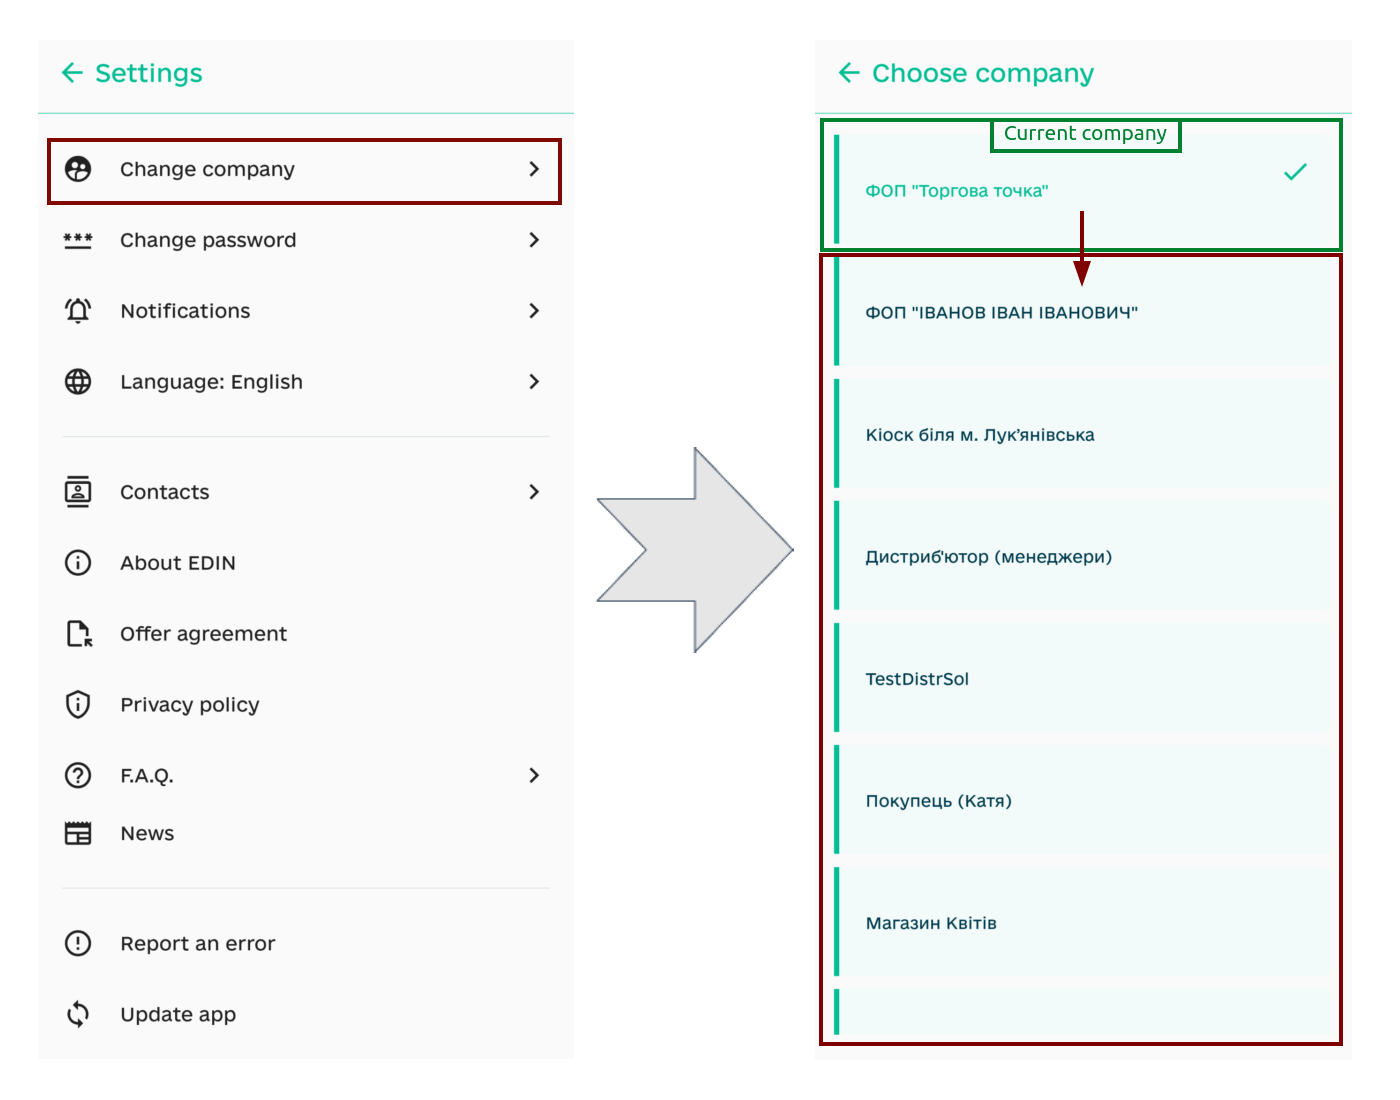 Settings
Change company
Change password
Notifications
Language: English
Contacts
About EDIN
Offer agreement
Privacy policy
F.A.Q.
News
Report an error
Update app
Choose company
Current company
ФОП "Торгова точка"
ФОП "ІВАНОВ ІВАН ІВАНОВИЧ"
Кіоск біля м. Лук’янівська
Дистриб'ютор (менеджери)
TestDistrSol
Покупець (Катя)
Магазин Квітів